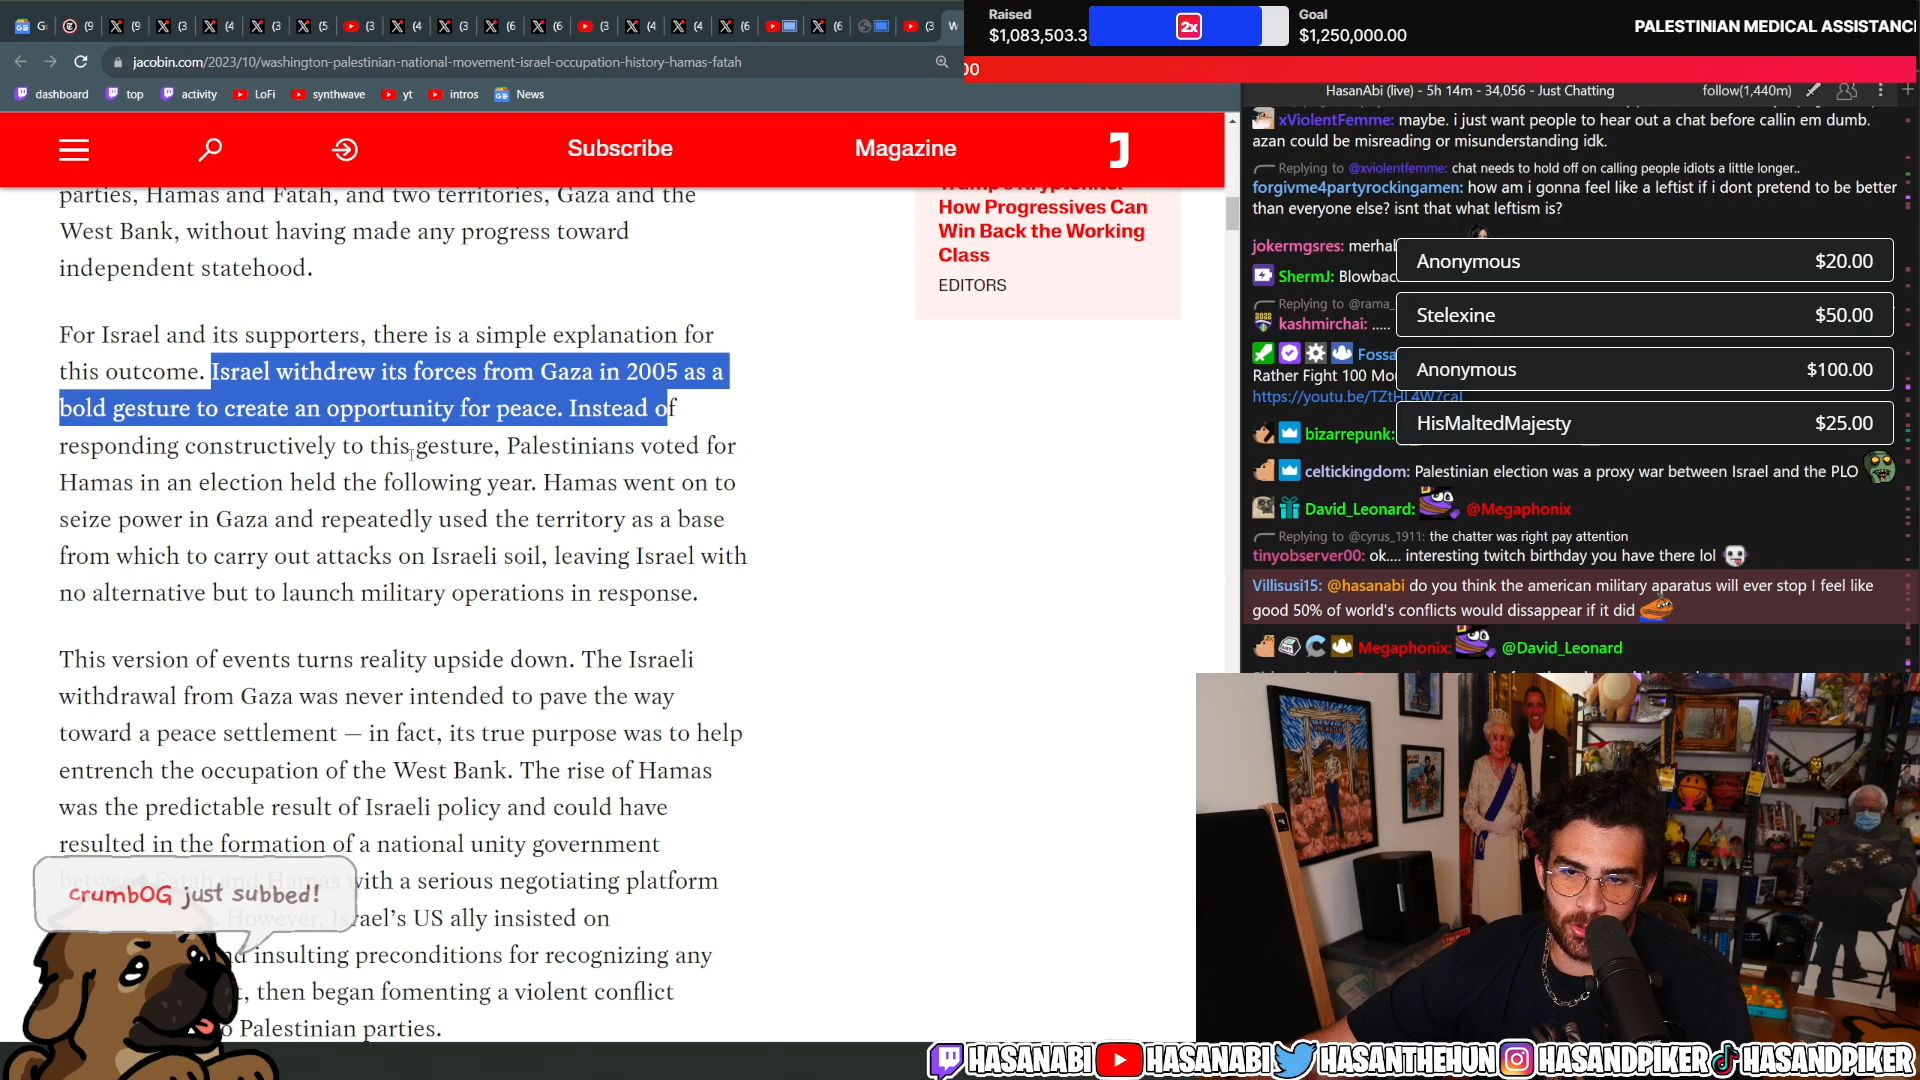 jacobin.com/2023/10/washington-palestinian-national-movement-israel-occupation-history-hamas-fatah
dashboard top activity LoFi synthwave yt intros News
Subscribe Magazine
parties, Hamas and Fatah, and two territories, Gaza and the
West Bank, without having made any progress toward
independent statehood.
For Israel and its supporters, there is a simple explanation for
this outcome. Israel withdrew its forces from Gaza in 2005 as a
bold gesture to create an opportunity for peace. Instead of
responding constructively to this gesture, Palestinians voted for
Hamas in an election held the following year. Hamas went on to
seize power in Gaza and repeatedly used the territory as a base
from which to carry out attacks on Israeli soil, leaving Israel with
no alternative but to launch military operations in response.
This version of events turns reality upside down. The Israeli
withdrawal from Gaza was never intended to pave the way
toward a peace settlement — in fact, its true purpose was to help
entrench the occupation of the West Bank. The rise of Hamas
was the predictable result of Israeli policy and could have
resulted in the formation of a national unity government
between Fatah and Hamas with a serious negotiating platform
However, Israel's US ally insisted on
insulting preconditions for recognizing any
then began fomenting a violent conflict
Palestinian parties.
crumbOG just subbed!
How Progressives Can
Win Back the Working
Class
EDITORS
Raised
$1,083,503.3
2x
Goal
$1,250,000.00
PALESTINIAN MEDICAL ASSISTANC
00
HasanAbi (live) - 5h 14m - 34,056 - Just Chatting follow(1,440m)
xViolentFemme: maybe. i just want people to hear out a chat before callin em dumb.
azan could be misreading or misunderstanding idk.
Replying to @xviolentfemme: chat needs to hold off on calling people idiots a little longer..
forgivme4partyrockingamen: how am i gonna feel like a leftist if i dont pretend to be better
than everyone else? isnt that what leftism is?
jokermgsres: merhab
ShermJ: Blowbac
Replying to @rama_
kashmirchai: .....
Fossa
Rather Fight 100 Mo
https://youtu.be/TZtHL4W7caI
bizarrepunk:
Anonymous $20.00
Stelexine $50.00
Anonymous $100.00
HisMaltedMajesty $25.00
celtickingdom: Palestinian election was a proxy war between Israel and the PLO
David_Leonard: @Megaphonix
Replying to @cyrus_1911: the chatter was right pay attention
tinyobserver00: ok.... interesting twitch birthday you have there lol
Villisusi15: @hasanabi do you think the american military aparatus will ever stop I feel like
good 50% of world's conflicts would dissappear if it did
Megaphonix: @David_Leonard
HASANABI HASANABI HASANTHEHUN HASANDPIKER HASANDPIKER